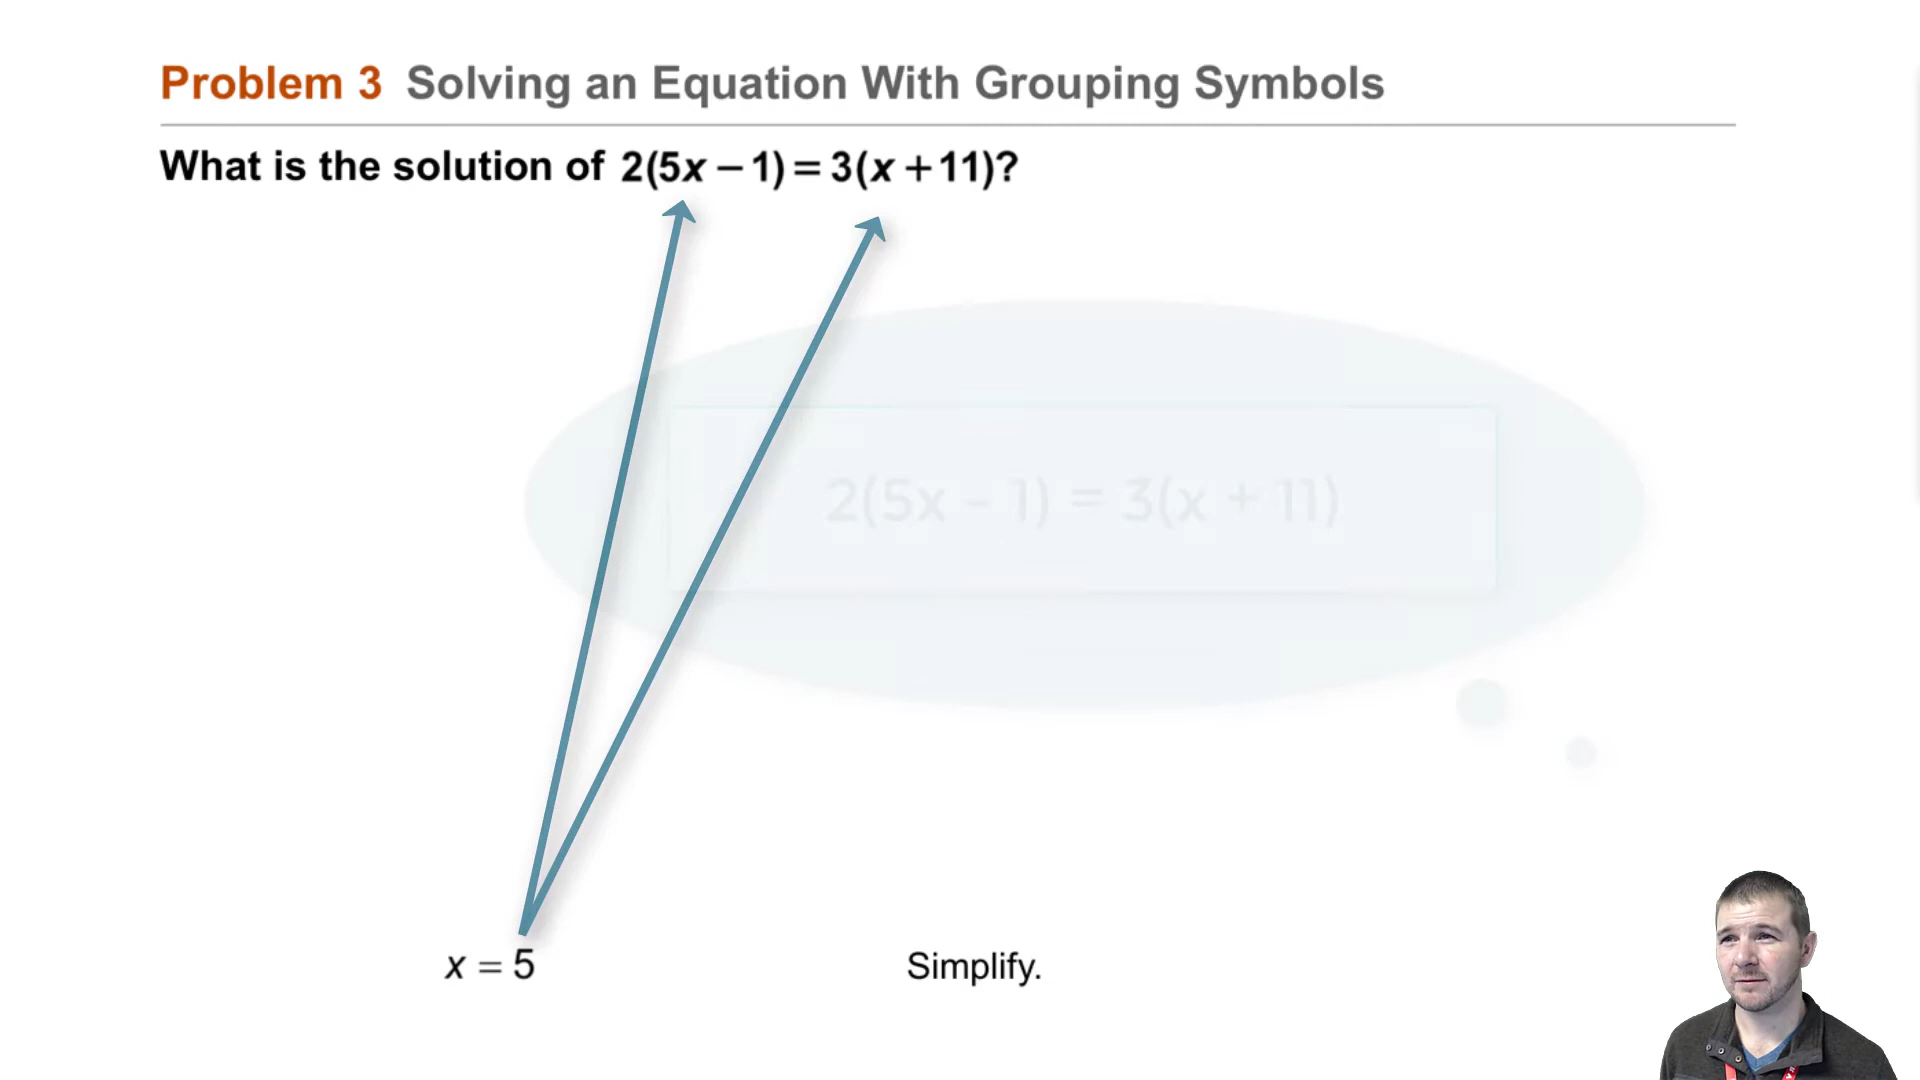 Problem 3 Solving an Equation With Grouping Symbols
What is the solution of 2(5x − 1) = 3(x + 11)?
2(5x - 1) = 3(x + 11)
x = 5 Simplify.